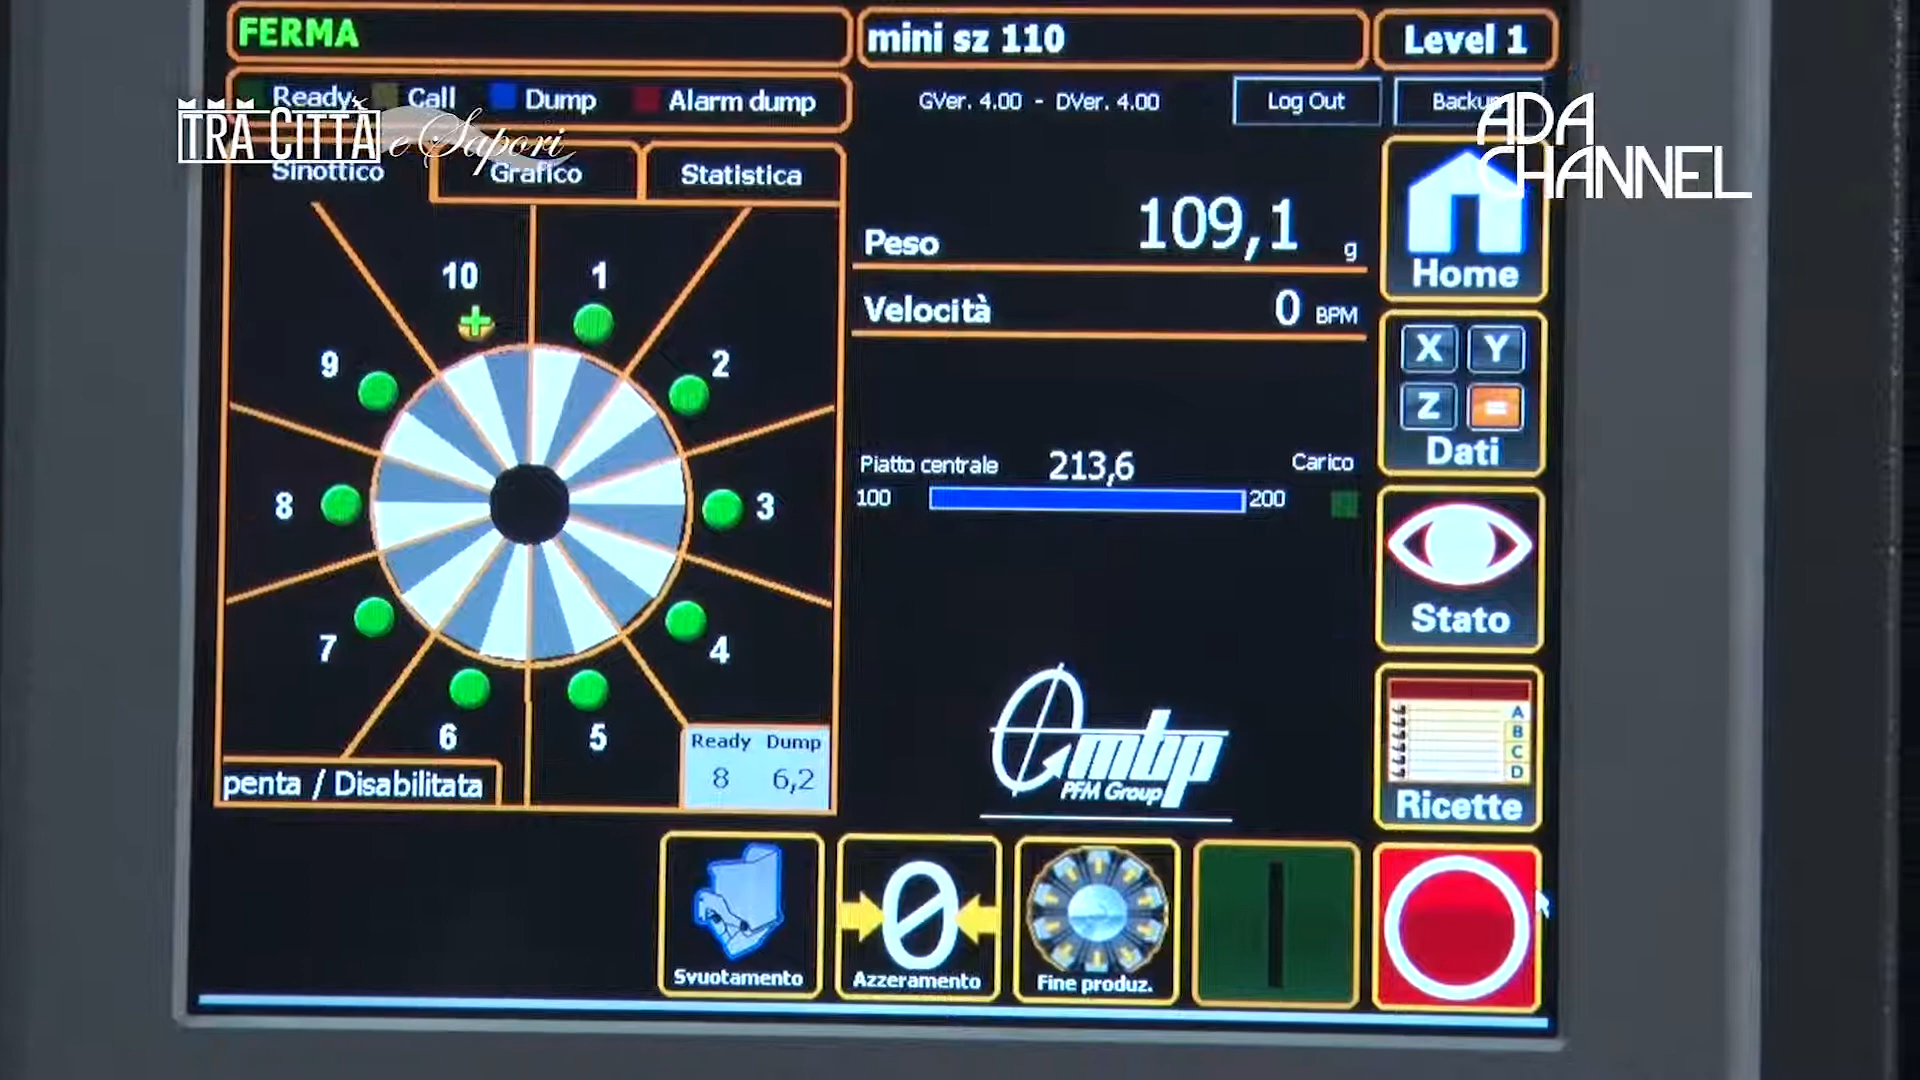 FERMA
mini sz 110
Level 1
Ready
Call
Dump
Alarm dump
GVer. 4.00 - DVer. 4.00
Log Out
Backup
TRA CITTÀ e Sapori
ADA
CHANNEL
Sinottico
Grafico
Statistica
Peso
109,1 g
Velocità
0 BPM
10
1
9
2
8
3
7
4
6
5
Piatto centrale
213,6
Carico
100
200
Ready Dump
8 6,2
penta / Disabilitata
mbp
PFM Group
Home
X Y
Z =
Dati
Stato
A
B
C
D
Ricette
Svuotamento
0
Azzeramento
Fine produz.